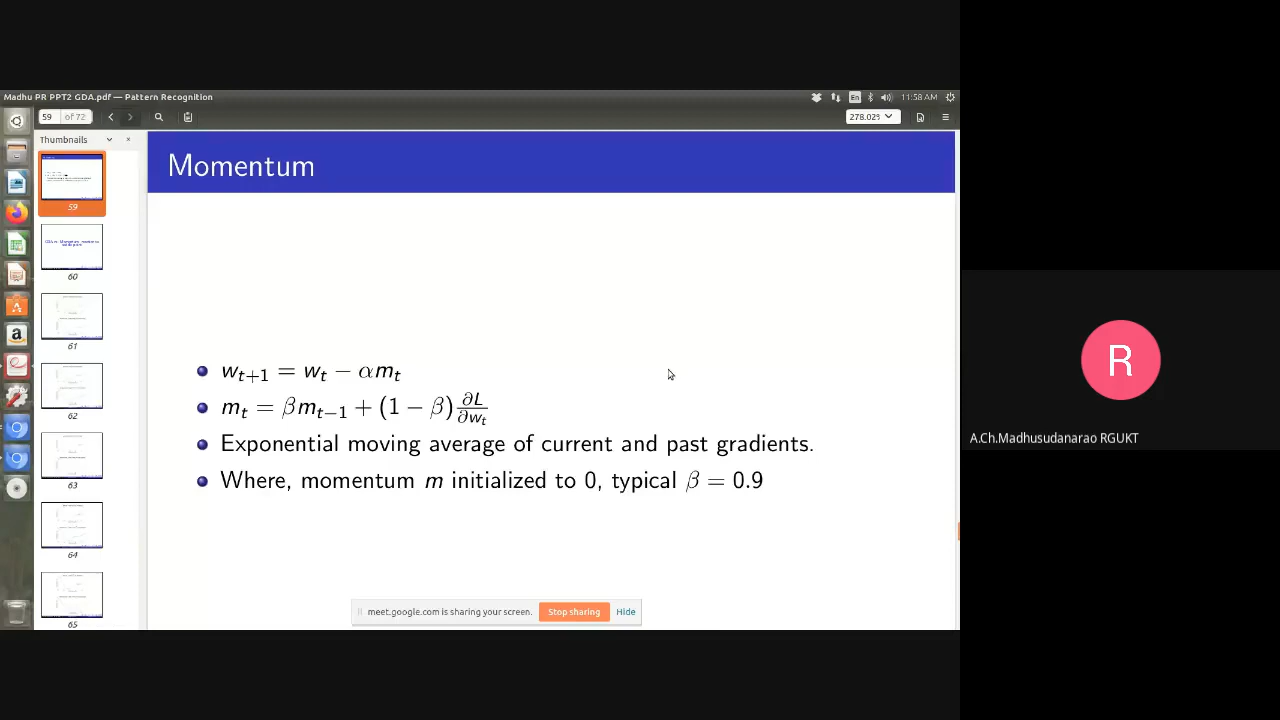 Madhu PR PPT2 GDA.pdf — Pattern Recognition
En
11:58 AM
59 of 72
278.02%
Thumbnails
59
60
61
62
63
64
65
Momentum
w_{t+1} = w_t − αm_t
m_t = βm_{t−1} + (1 − β) ∂L/∂w_t
Exponential moving average of current and past gradients.
Where, momentum m initialized to 0, typical β = 0.9
meet.google.com is sharing your screen. Stop sharing Hide
R
A.Ch.Madhusudanarao RGUKT